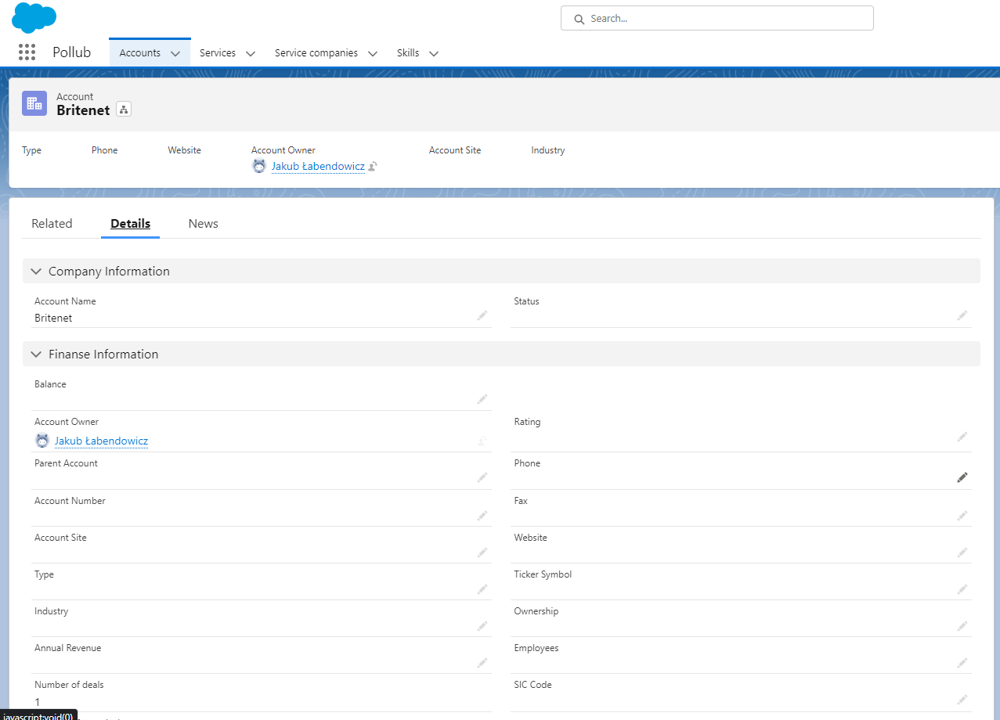 Search...
Pollub
Accounts
Services
Service companies
Skills
Account
Britenet
Type
Phone
Website
Account Owner
Account Site
Industry
Jakub Łabendowicz
Related
Details
News
Company Information
Account Name
Status
Britenet
Finanse Information
Balance
Account Owner
Rating
Jakub Łabendowicz
Parent Account
Phone
Account Number
Fax
Account Site
Website
Type
Ticker Symbol
Industry
Ownership
Annual Revenue
Employees
Number of deals
SIC Code
1
javascript:void(0)